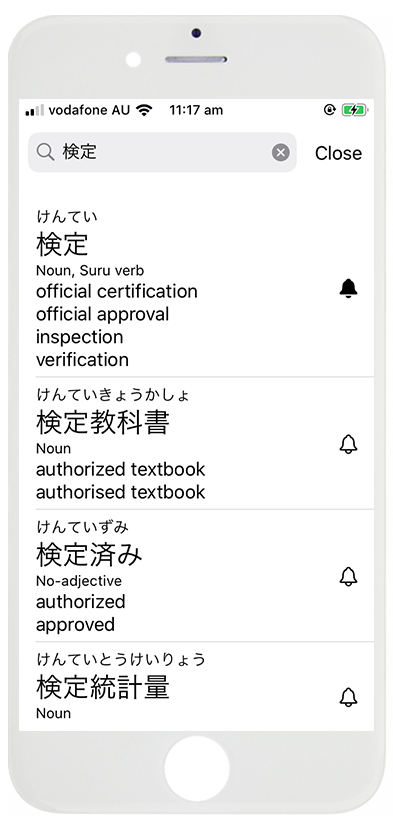 vodafone AU 11:17 am
検定 Close
けんてい
検定
Noun, Suru verb
official certification
official approval
inspection
verification
けんていきょうかしょ
検定教科書
Noun
authorized textbook
authorised textbook
けんていずみ
検定済み
No-adjective
authorized
approved
けんていとうけいりょう
検定統計量
Noun